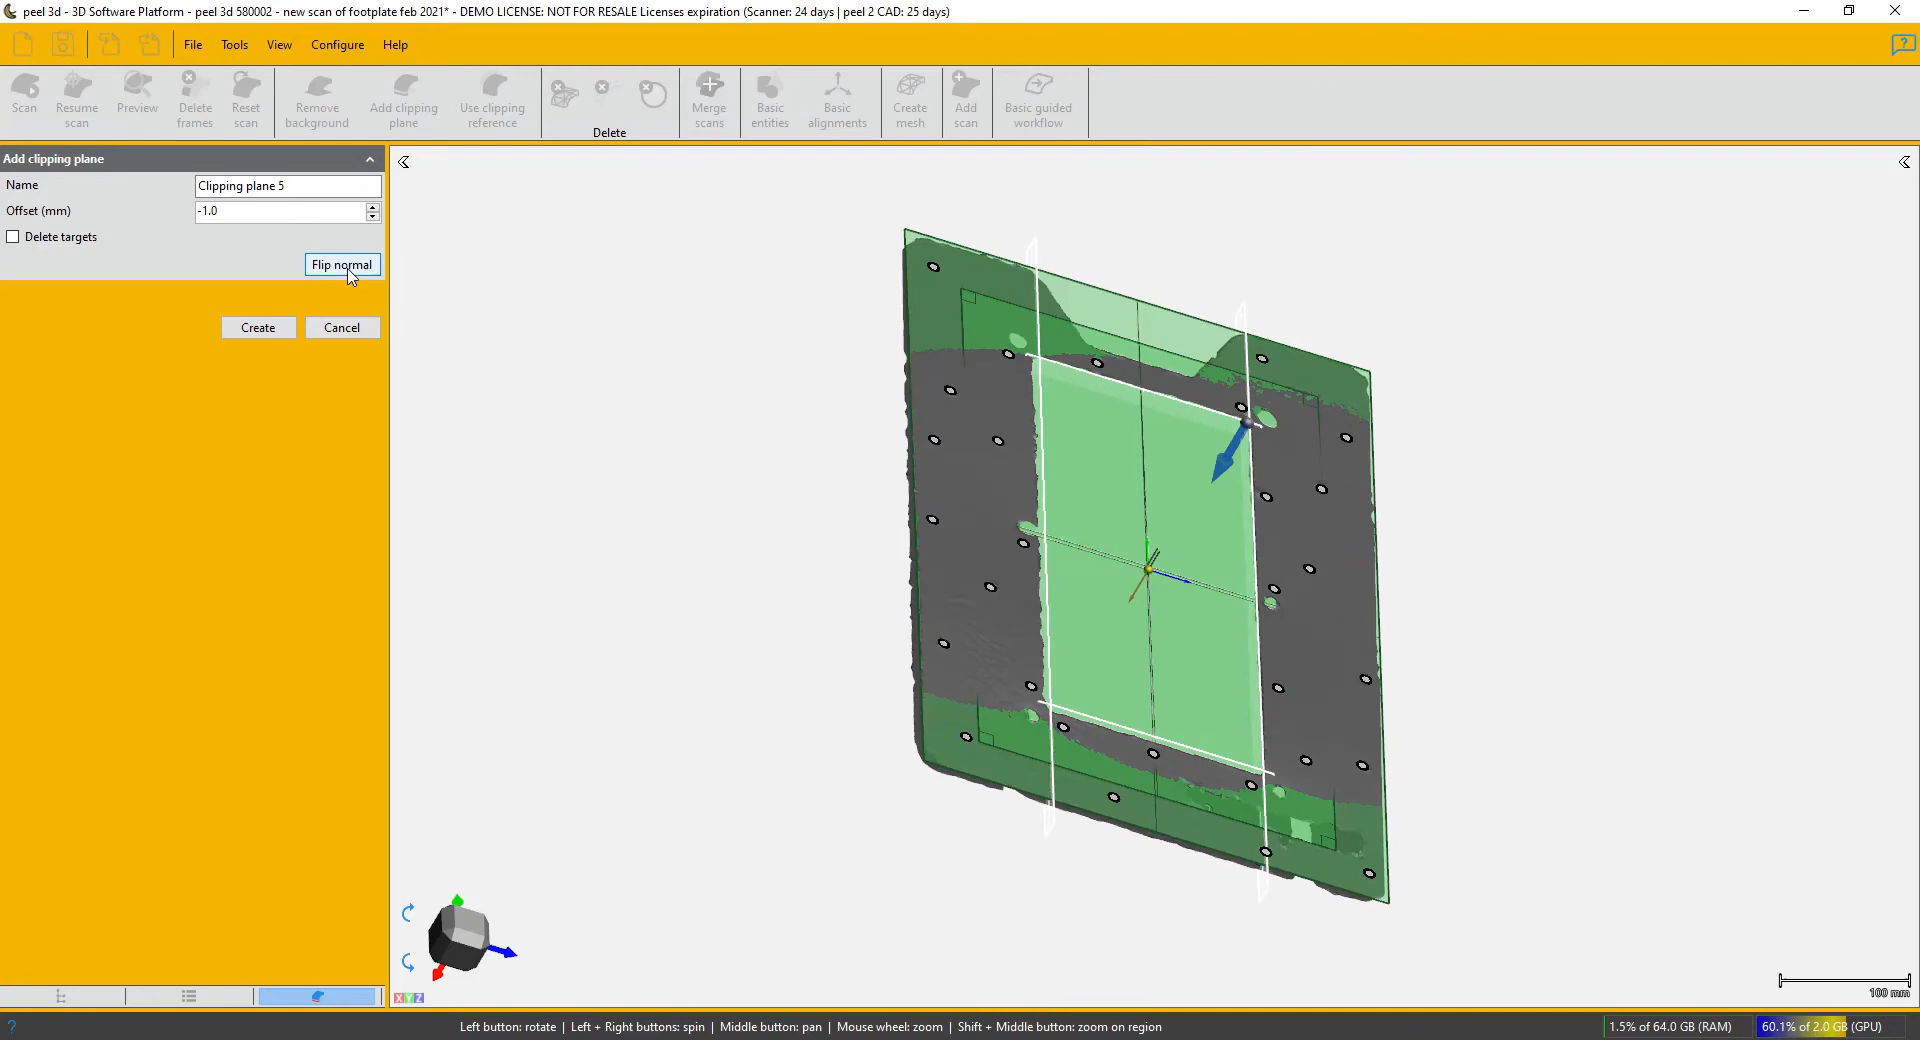 peel 3d - 3D Software Platform - peel 3d 580002 - new scan of footplate feb 2021* - DEMO LICENSE: NOT FOR RESALE Licenses expiration (Scanner: 24 days | peel 2 CAD: 25 days)
File Tools View Configure Help
Scan
Resume scan
Preview
Delete frames
Reset scan
Remove background
Add clipping plane
Use clipping reference
Delete
Merge scans
Basic entities
Basic alignments
Create mesh
Add scan
Basic guided workflow
Add clipping plane
Name Clipping plane 5
Offset (mm) -1.0
Delete targets
Flip normal
Create Cancel
XYZ
100 mm
Left button: rotate | Left + Right buttons: spin | Middle button: pan | Mouse wheel: zoom | Shift + Middle button: zoom on region
1.5% of 64.0 GB (RAM) 60.1% of 2.0 GB (GPU)